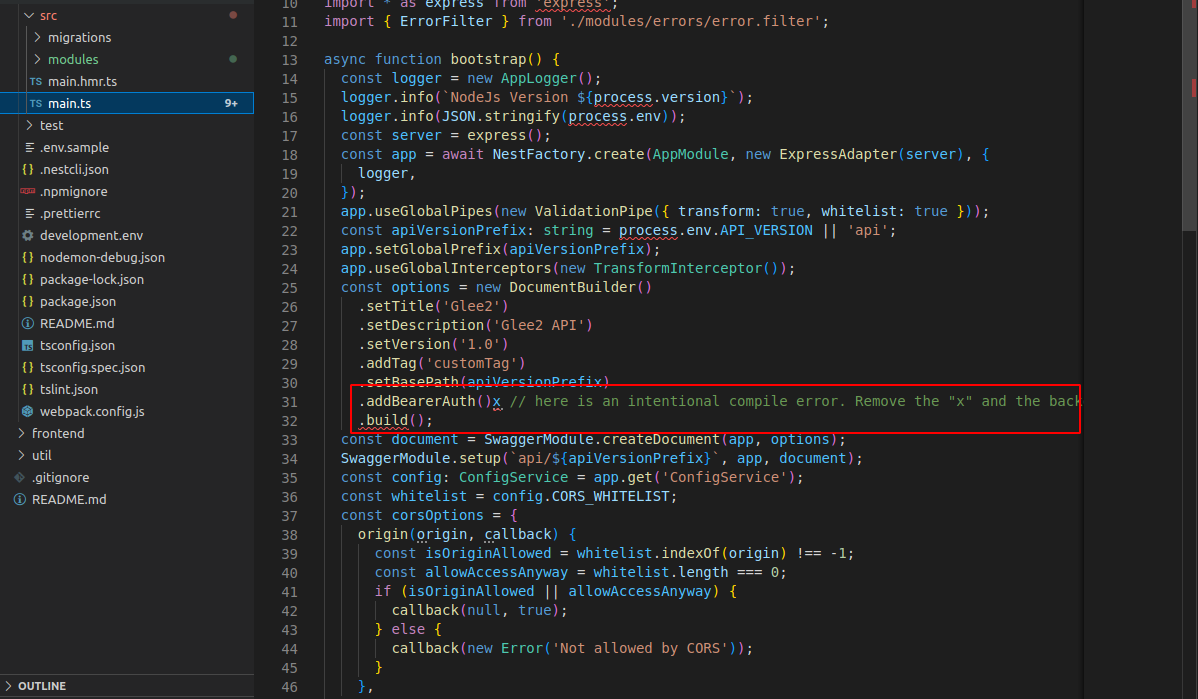 src
migrations
modules
TS main.hmr.ts
TS main.ts 9+
test
.env.sample
{} .nestcli.json
.npmignore
.prettierrc
development.env
{} nodemon-debug.json
{} package-lock.json
{} package.json
README.md
tsconfig.json
{} tsconfig.spec.json
{} tslint.json
webpack.config.js
frontend
util
.gitignore
README.md
OUTLINE
10 import * as express from 'express';
11 import { ErrorFilter } from './modules/errors/error.filter';
12
13 async function bootstrap() {
14 const logger = new AppLogger();
15 logger.info(`NodeJs Version ${process.version}`);
16 logger.info(JSON.stringify(process.env));
17 const server = express();
18 const app = await NestFactory.create(AppModule, new ExpressAdapter(server), {
19 logger,
20 });
21 app.useGlobalPipes(new ValidationPipe({ transform: true, whitelist: true }));
22 const apiVersionPrefix: string = process.env.API_VERSION || 'api';
23 app.setGlobalPrefix(apiVersionPrefix);
24 app.useGlobalInterceptors(new TransformInterceptor());
25 const options = new DocumentBuilder()
26 .setTitle('Glee2')
27 .setDescription('Glee2 API')
28 .setVersion('1.0')
29 .addTag('customTag')
30 .setBasePath(apiVersionPrefix)
31 .addBearerAuth()x // here is an intentional compile error. Remove the "x" and the back
32 .build();
33 const document = SwaggerModule.createDocument(app, options);
34 SwaggerModule.setup(`api/${apiVersionPrefix}`, app, document);
35 const config: ConfigService = app.get('ConfigService');
36 const whitelist = config.CORS_WHITELIST;
37 const corsOptions = {
38 origin(origin, callback) {
39 const isOriginAllowed = whitelist.indexOf(origin) !== -1;
40 const allowAccessAnyway = whitelist.length === 0;
41 if (isOriginAllowed || allowAccessAnyway) {
42 callback(null, true);
43 } else {
44 callback(new Error('Not allowed by CORS'));
45 }
46 },